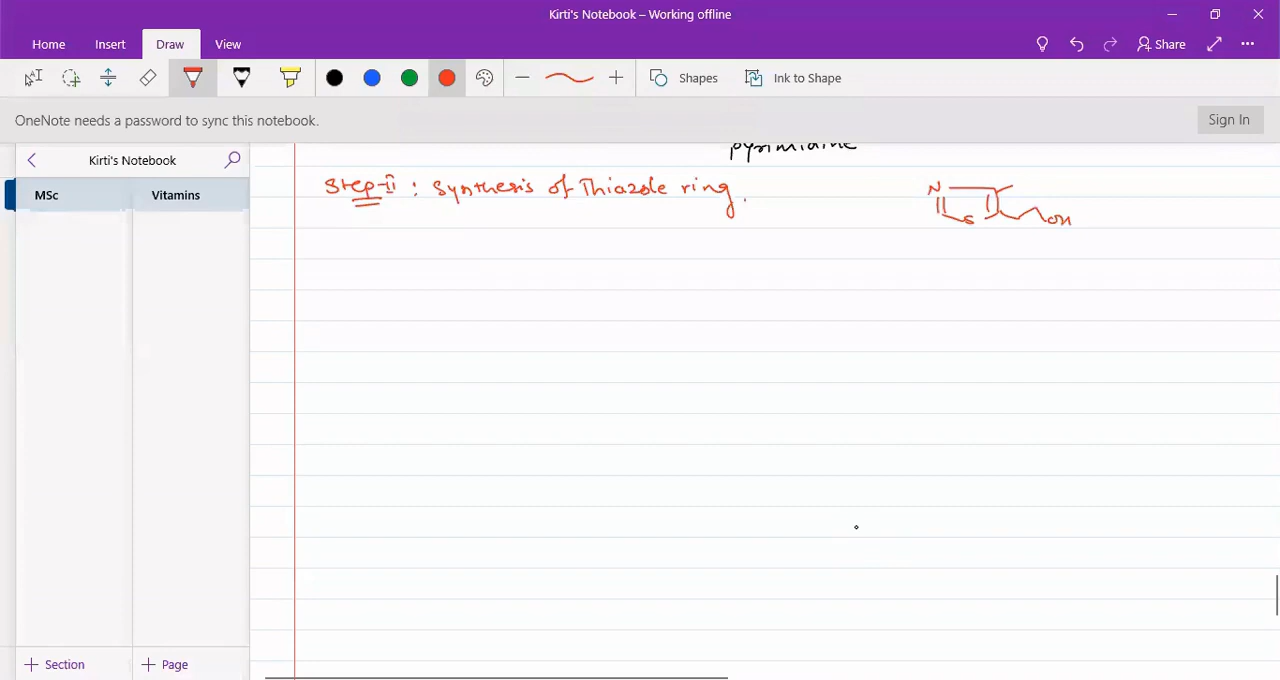 Kirti's Notebook – Working offline
Home Insert Draw View
Share
Shapes Ink to Shape
OneNote needs a password to sync this notebook.
Sign In
Kirti's Notebook
MSc Vitamins
pyrimidine
Step-II : Synthesis of Thiazole ring.
N
S OH
Section Page